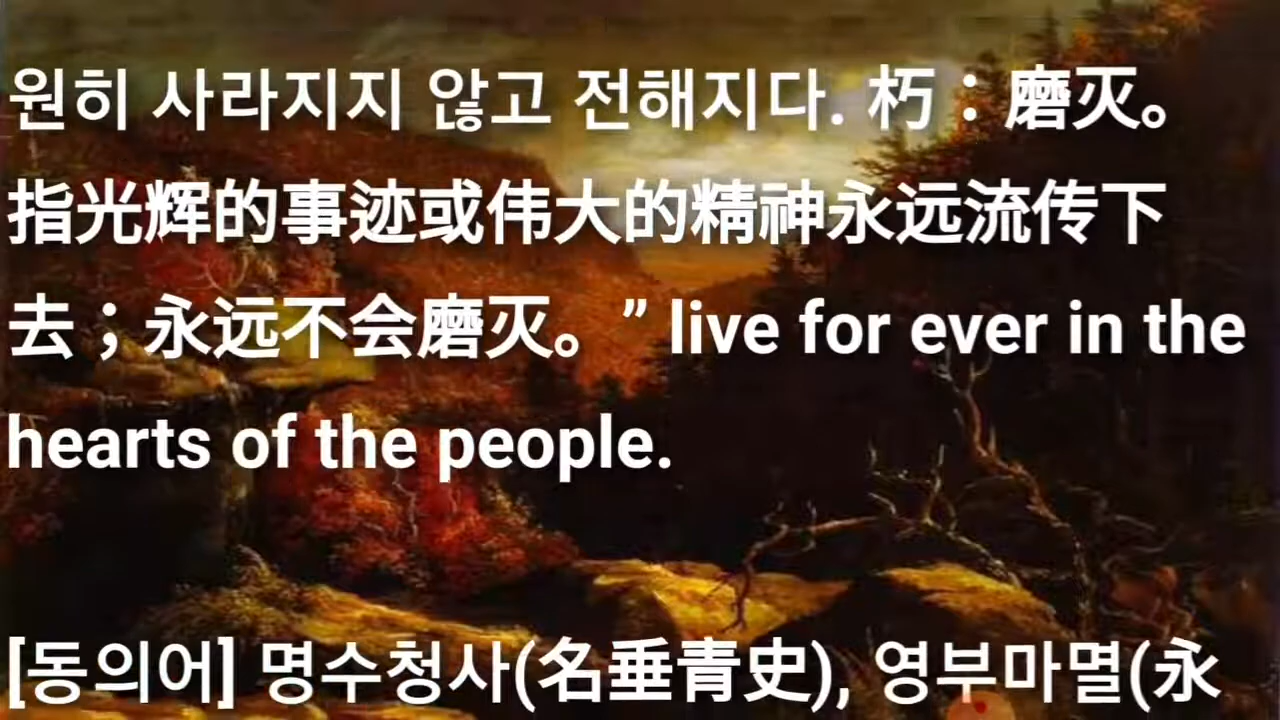 원히 사라지지 않고 전해지다. 朽：磨灭。
指光辉的事迹或伟大的精神永远流传下
去；永远不会磨灭。” live for ever in the
hearts of the people.
[동의어] 명수청사(名垂青史), 영부마멸(永